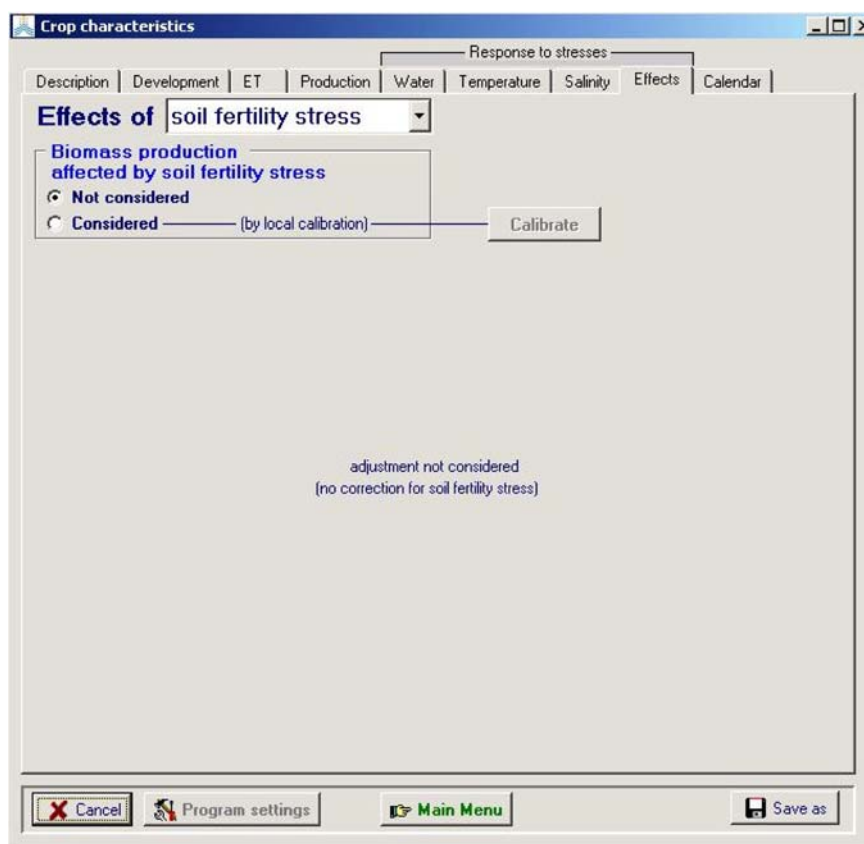 Crop characteristics
Response to stresses
Description Development ET Production Water Temperature Salinity Effects Calendar
Effects of soil fertility stress
Biomass production
affected by soil fertility stress
Not considered
Considered (by local calibration) Calibrate
adjustment not considered
(no correction for soil fertility stress)
Cancel Program settings Main Menu Save as